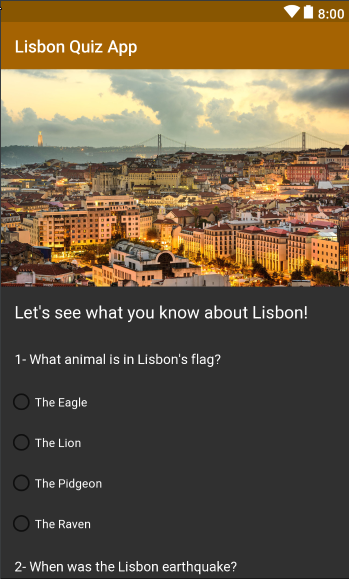 8:00
Lisbon Quiz App
Let's see what you know about Lisbon!
1- What animal is in Lisbon's flag?
The Eagle
The Lion
The Pidgeon
The Raven
2- When was the Lisbon earthquake?